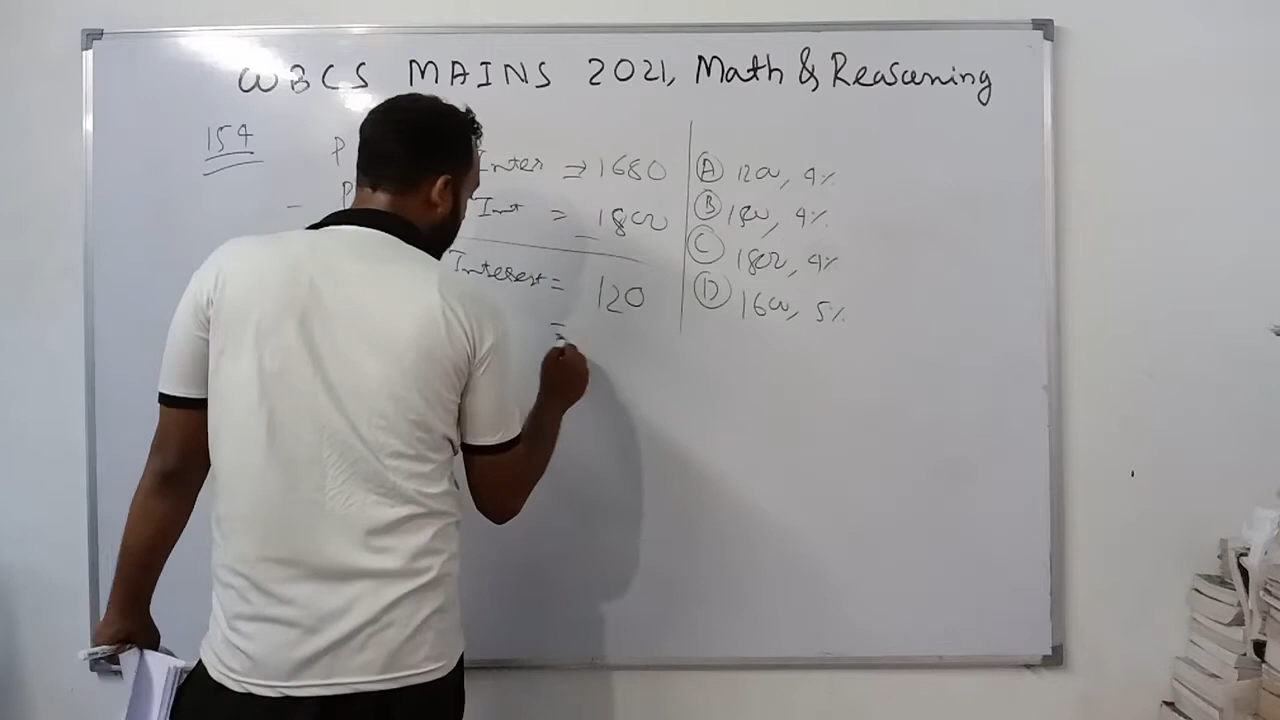 WBCS MAINS 2021, Math & Reasoning
154
P Inter = 1680
- P Int = 1800
Interest = 120
=
A 1200, 4%
B 1800, 4%
C 1802, 4%
D 1600, 5%